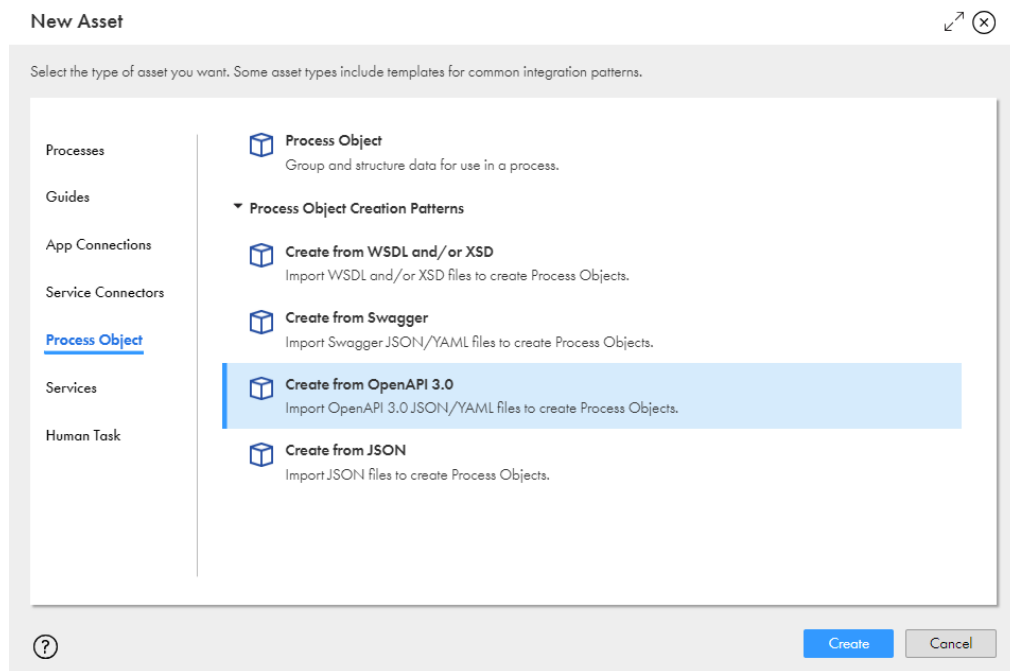 New Asset
Select the type of asset you want. Some asset types include templates for common integration patterns.
Processes
Guides
App Connections
Service Connectors
Process Object
Services
Human Task
Process Object
Group and structure data for use in a process.
Process Object Creation Patterns
Create from WSDL and/or XSD
Import WSDL and/or XSD files to create Process Objects.
Create from Swagger
Import Swagger JSON/YAML files to create Process Objects.
Create from OpenAPI 3.0
Import OpenAPI 3.0 JSON/YAML files to create Process Objects.
Create from JSON
Import JSON files to create Process Objects.
?
Create
Cancel